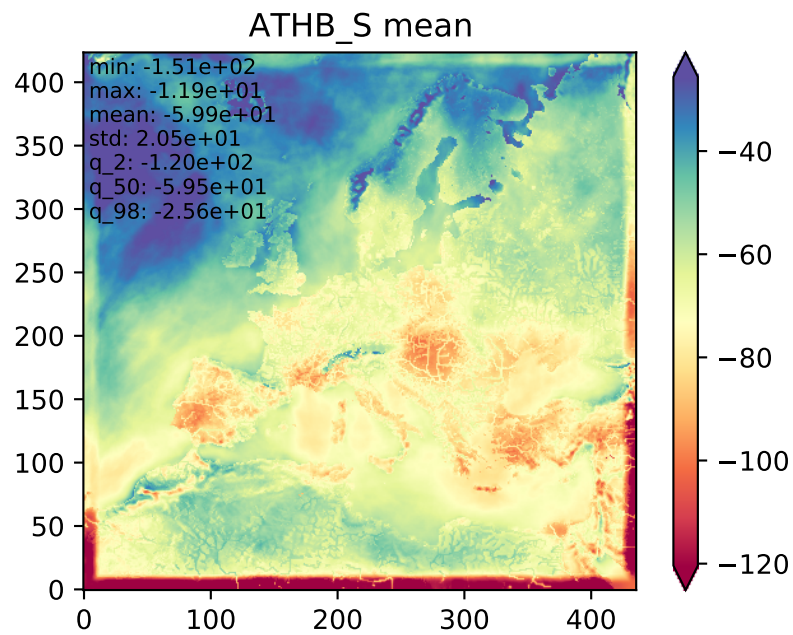 ATHB_S mean
min: -1.51e+02
max: -1.19e+01
mean: -5.99e+01
std: 2.05e+01
q_2: -1.20e+02
q_50: -5.95e+01
q_98: -2.56e+01
400
350
300
250
200
150
100
50
0
0 100 200 300 400
−40
−60
−80
−100
−120